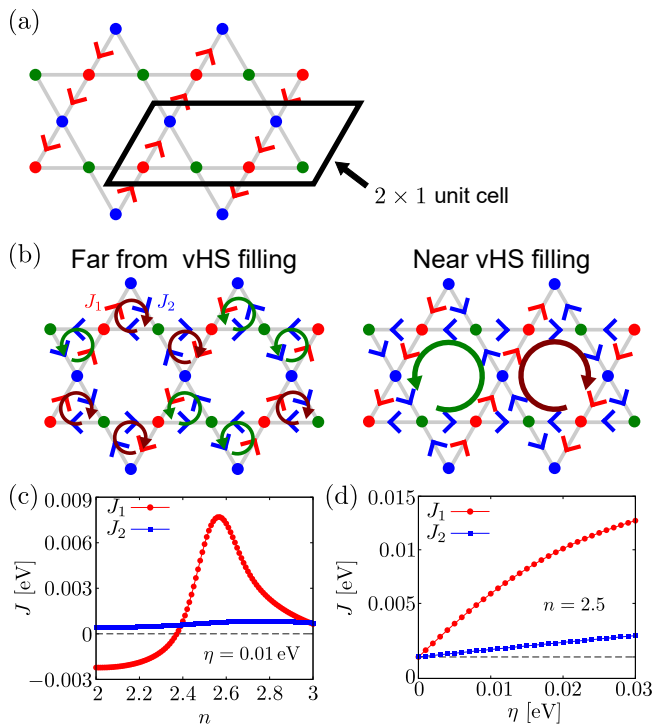 (a)
2 × 1 unit cell
(b)
Far from vHS filling
Near vHS filling
J₁
J₂
(c)
0.009
0.006
0.003
0
−0.003
J [eV]
J₁
J₂
η = 0.01 eV
2
2.2
2.4
2.6
2.8
3
n
(d)
0.015
0.01
0.005
0
J [eV]
J₁
J₂
n = 2.5
0
0.01
0.02
0.03
η [eV]